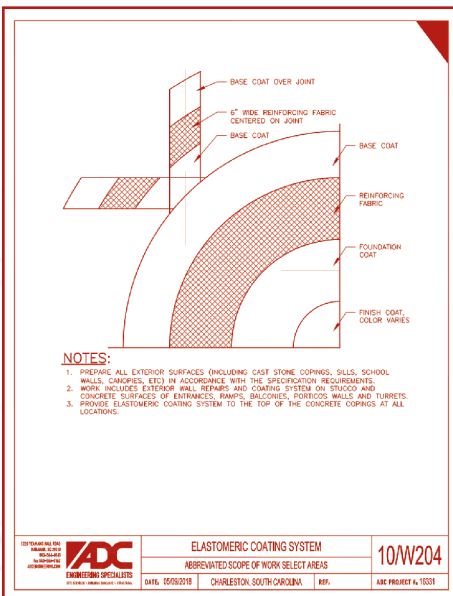 BASE COAT OVER JOINT
6" WIDE REINFORCING FABRIC
CENTERED ON JOINT
BASE COAT
BASE COAT
REINFORCING
FABRIC
FOUNDATION
COAT
FINISH COAT,
COLOR VARIES
NOTES:
1. PREPARE ALL EXTERIOR SURFACES (INCLUDING CAST STONE COPINGS, SILLS, SCHOOL
WALLS, CANOPIES, ETC) IN ACCORDANCE WITH THE SPECIFICATION REQUIREMENTS.
2. WORK INCLUDES EXTERIOR WALL REPAIRS AND COATING SYSTEM ON STUCCO AND
CONCRETE SURFACES OF ENTRANCES, RAMPS, BALCONIES, PORTICOS WALLS AND TURRETS.
3. PROVIDE ELASTOMERIC COATING SYSTEM TO THE TOP OF THE CONCRETE COPINGS AT ALL
LOCATIONS.
ADC
ENGINEERING SPECIALISTS
ELASTOMERIC COATING SYSTEM
ABBREVIATED SCOPE OF WORK SELECT AREAS
DATE: 05/09/2018
CHARLESTON, SOUTH CAROLINA
REF:
10/W204
ADC PROJECT #: 16331